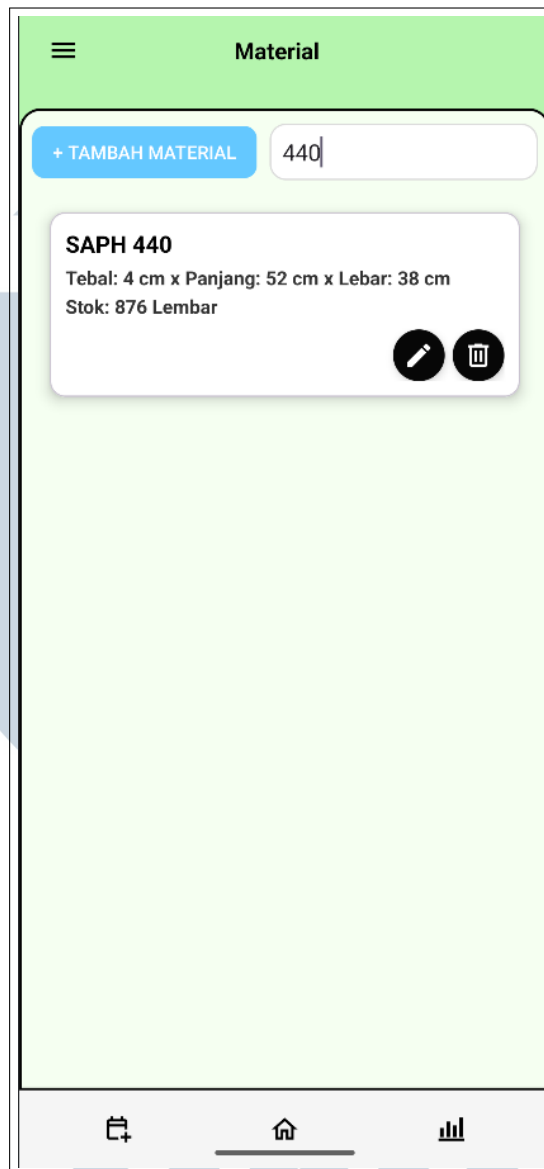 Material
+ TAMBAH MATERIAL
440
SAPH 440
Tebal: 4 cm x Panjang: 52 cm x Lebar: 38 cm
Stok: 876 Lembar